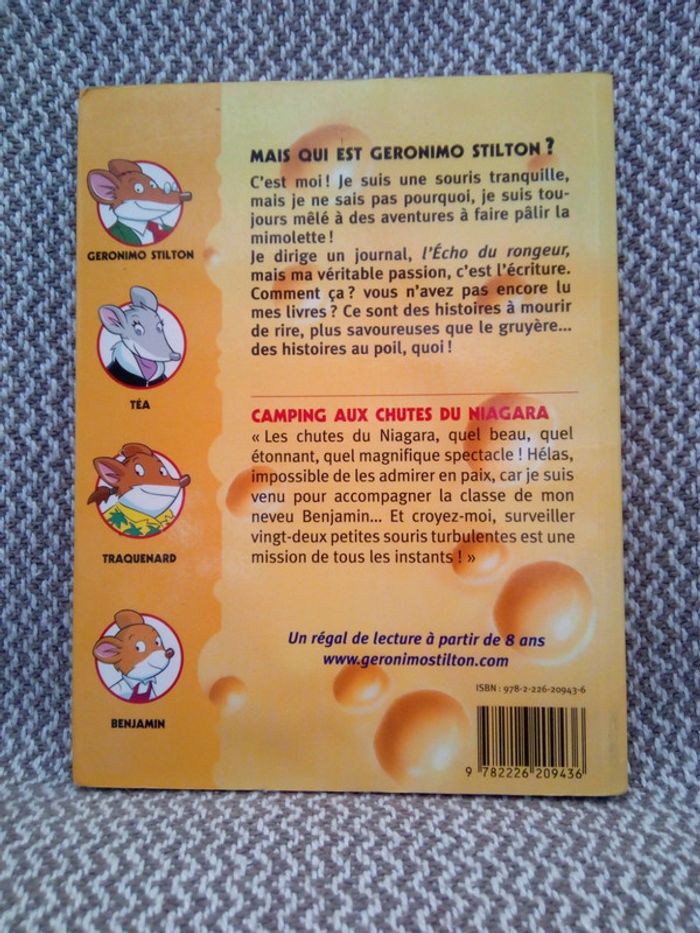 GERONIMO STILTON
TÉA
TRAQUENARD
BENJAMIN
MAIS QUI EST GERONIMO STILTON ?
C'est moi ! Je suis une souris tranquille,
mais je ne sais pas pourquoi, je suis tou-
jours mêlé à des aventures à faire pâlir la
mimolette !
Je dirige un journal, l'Écho du rongeur,
mais ma véritable passion, c'est l'écriture.
Comment ça ? vous n'avez pas encore lu
mes livres ? Ce sont des histoires à mourir
de rire, plus savoureuses que le gruyère...
des histoires au poil, quoi !
CAMPING AUX CHUTES DU NIAGARA
« Les chutes du Niagara, quel beau, quel
étonnant, quel magnifique spectacle ! Hélas,
impossible de les admirer en paix, car je suis
venu pour accompagner la classe de mon
neveu Benjamin... Et croyez-moi, surveiller
vingt-deux petites souris turbulentes est une
mission de tous les instants ! »
Un régal de lecture à partir de 8 ans
www.geronimostilton.com
ISBN : 978-2-226-20943-6
9 782226 209436